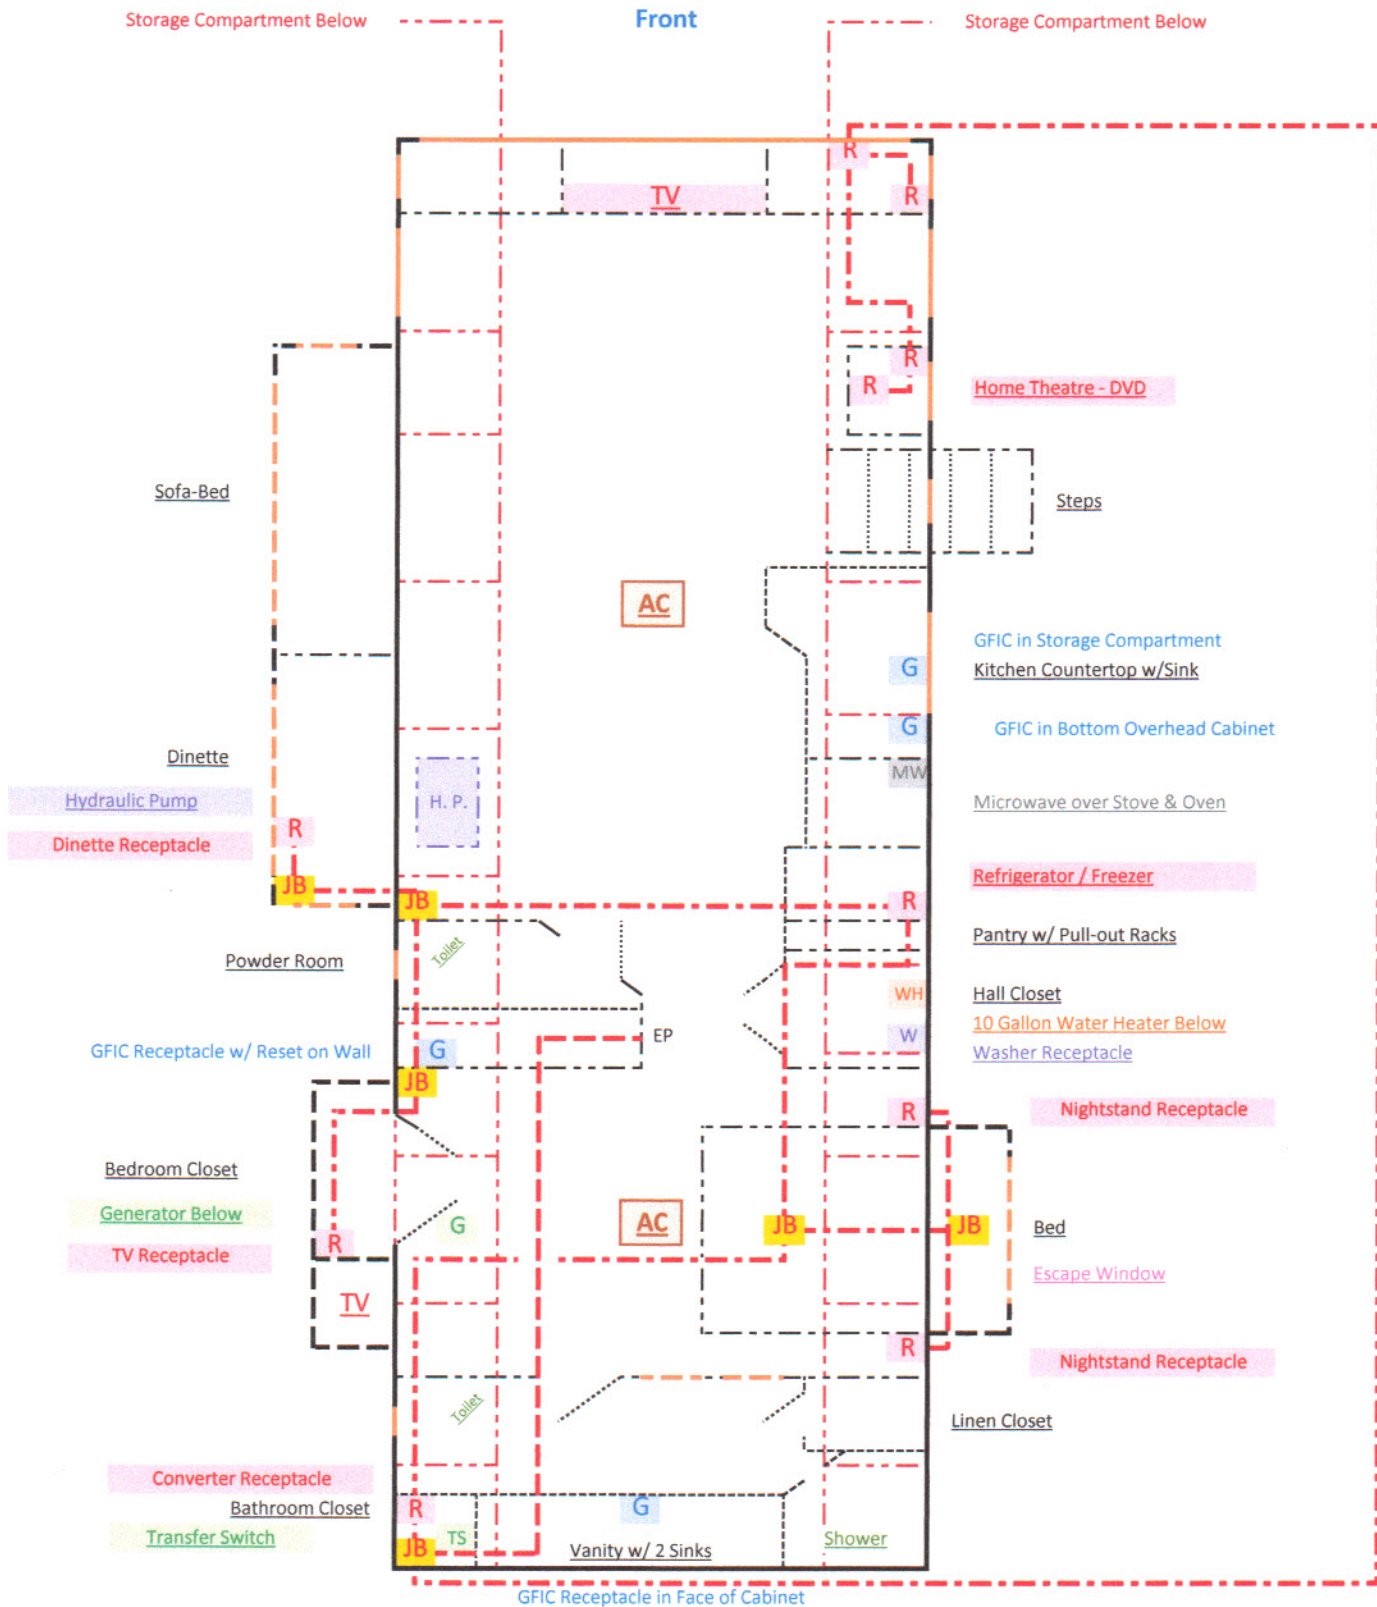 Storage Compartment Below
Front
Storage Compartment Below
R
TV
R
R
R
Home Theatre - DVD
Sofa-Bed
Steps
AC
GFIC in Storage Compartment
G
Kitchen Countertop w/Sink
G
GFIC in Bottom Overhead Cabinet
Dinette
MW
Hydraulic Pump
H. P.
Microwave over Stove & Oven
R
Dinette Receptacle
JB
JB
R
Refrigerator / Freezer
Toilet
Pantry w/ Pull-out Racks
Powder Room
WH
Hall Closet
10 Gallon Water Heater Below
EP
W
GFIC Receptacle w/ Reset on Wall
G
Washer Receptacle
JB
R
Nightstand Receptacle
Bedroom Closet
Generator Below
G
AC
JB
JB
Bed
TV Receptacle
R
Escape Window
TV
R
Nightstand Receptacle
Toilet
Linen Closet
Converter Receptacle
Bathroom Closet
R
G
Transfer Switch
TS
JB
Vanity w/ 2 Sinks
Shower
GFIC Receptacle in Face of Cabinet